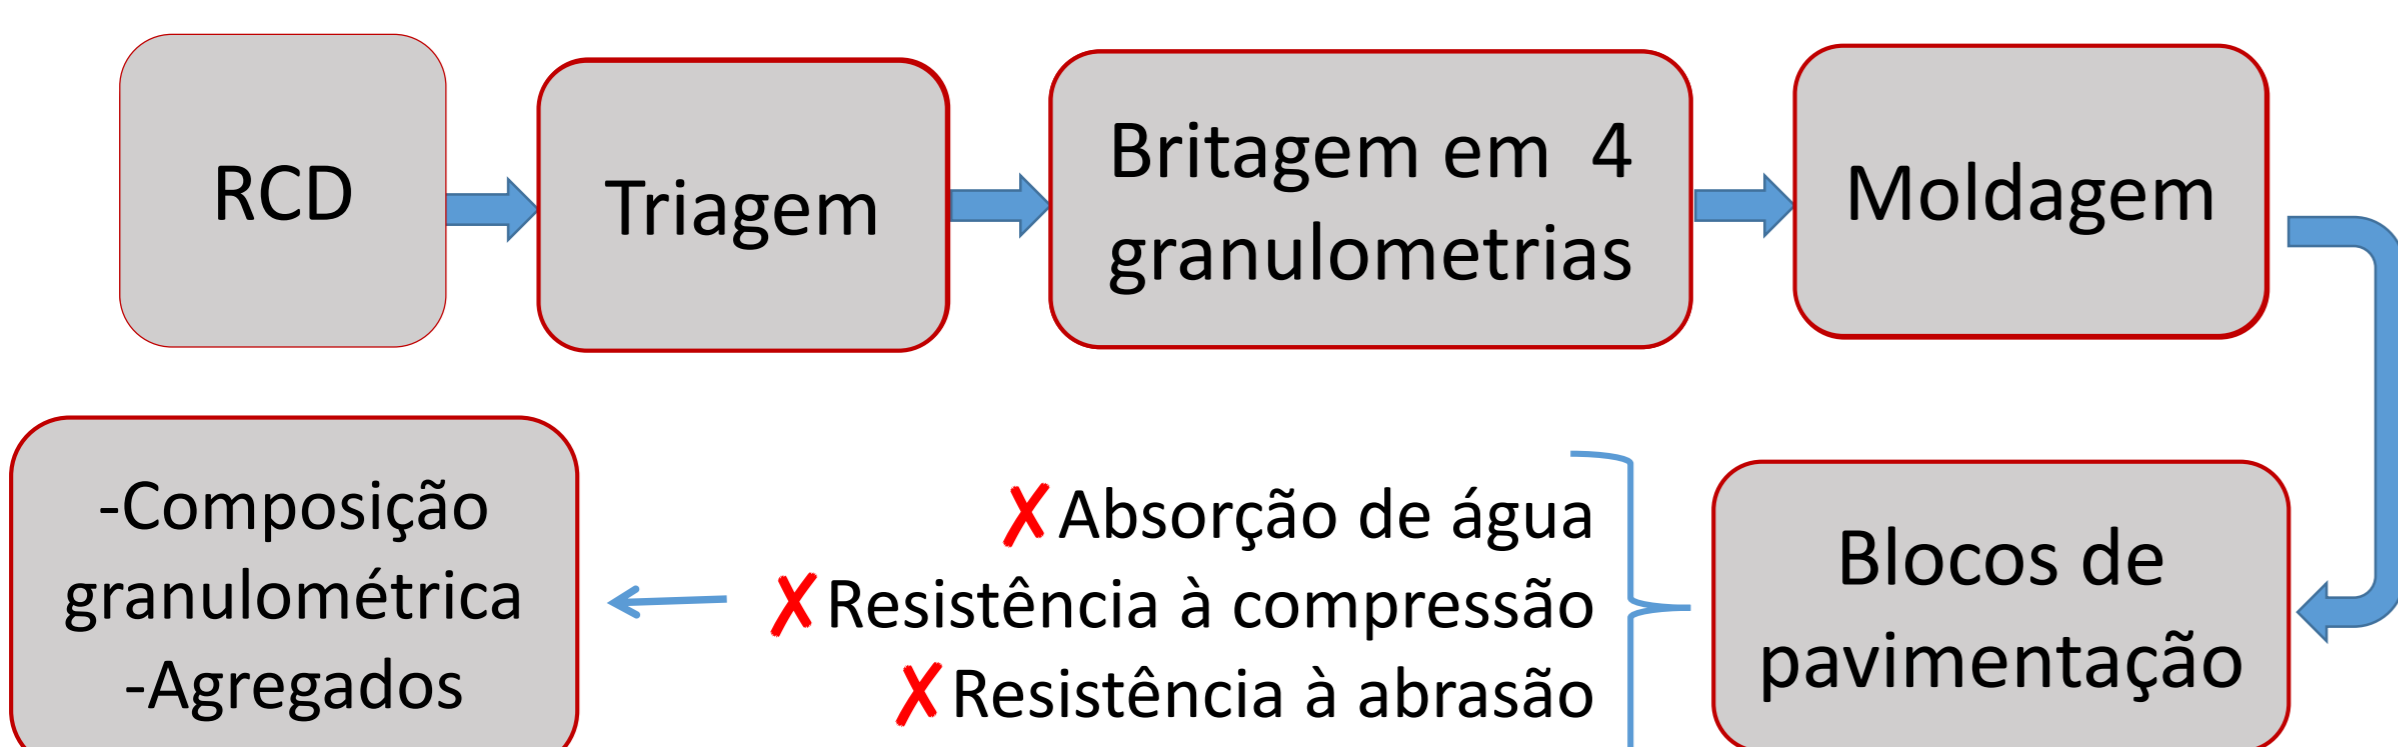 RCD
Triagem
Britagem em 4
granulometrias
Moldagem
-Composição
granulométrica
-Agregados
✗Absorção de água
✗Resistência à compressão
✗Resistência à abrasão
Blocos de
pavimentação